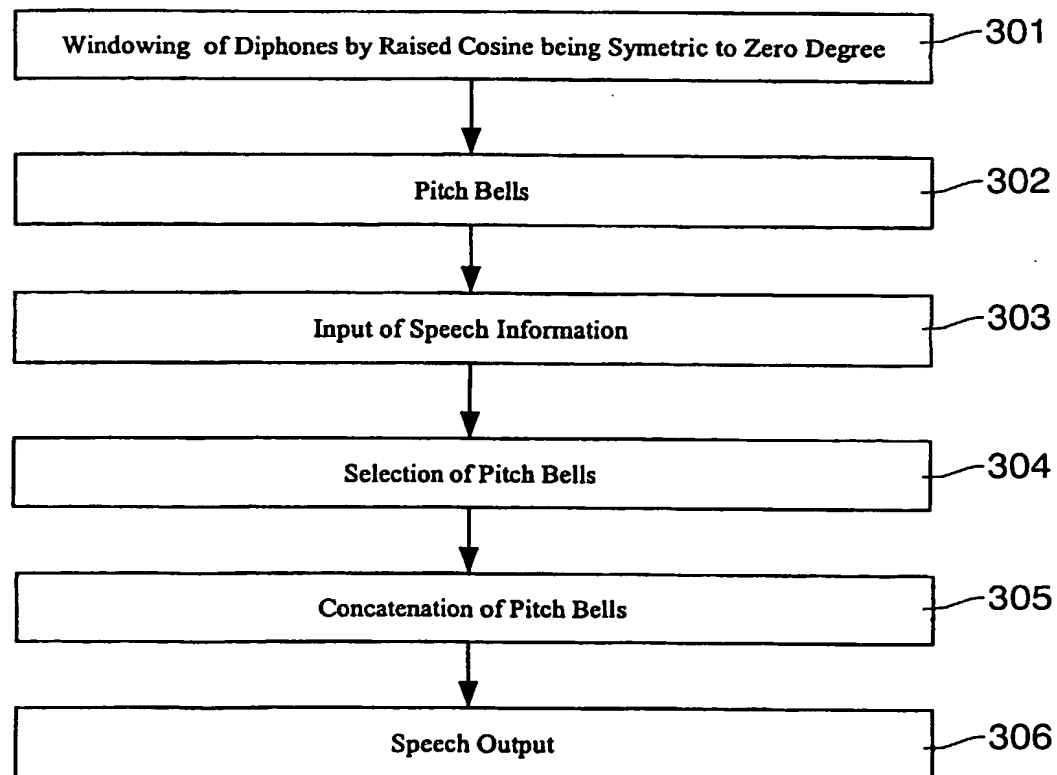 Windowing of Diphones by Raised Cosine being Symetric to Zero Degree 301
Pitch Bells 302
Input of Speech Information 303
Selection of Pitch Bells 304
Concatenation of Pitch Bells 305
Speech Output 306